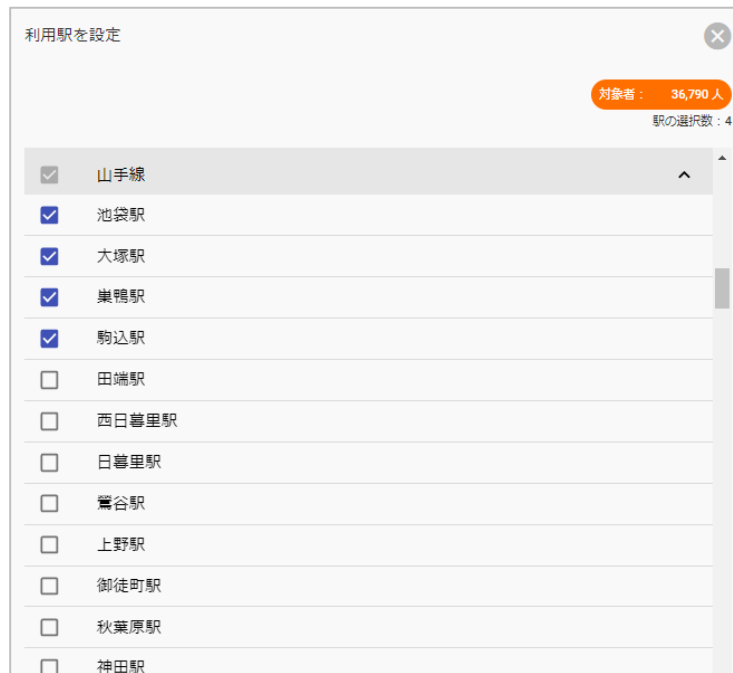 利用駅を設定
対象者： 36,790 人
駅の選択数：4
山手線
池袋駅
大塚駅
巣鴨駅
駒込駅
田端駅
西日暮里駅
日暮里駅
鶯谷駅
上野駅
御徒町駅
秋葉原駅
神田駅